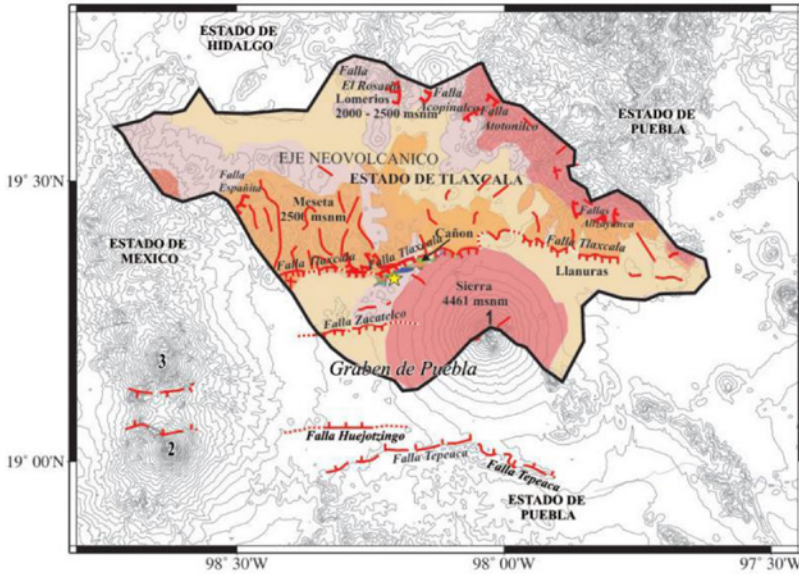 ESTADO DE
HIDALGO
Falla
El Rosario
Lomerios
2000 - 2500 msnm
Falla
Acopinalco
Falla
Atotonilco
ESTADO DE
PUEBLA
EJE NEOVOLCANICO
ESTADO DE TLAXCALA
19° 30'
Falla
Españita
Meseta
2500 msnm
Fallas
Altzayanca
ESTADO DE
MEXICO
Cañon
Falla Tlaxcala
Falla Tlaxcala
Falla Tlaxcala
Llanuras
Sierra
4461 msnm
1
Falla Zacatelco
Graben de Puebla
3
2
Falla Huejotzingo
Falla Tepeaca
Falla Tepeaca
19° 00'
ESTADO DE
PUEBLA
98° 30'W
98° 00'W
97° 30'W